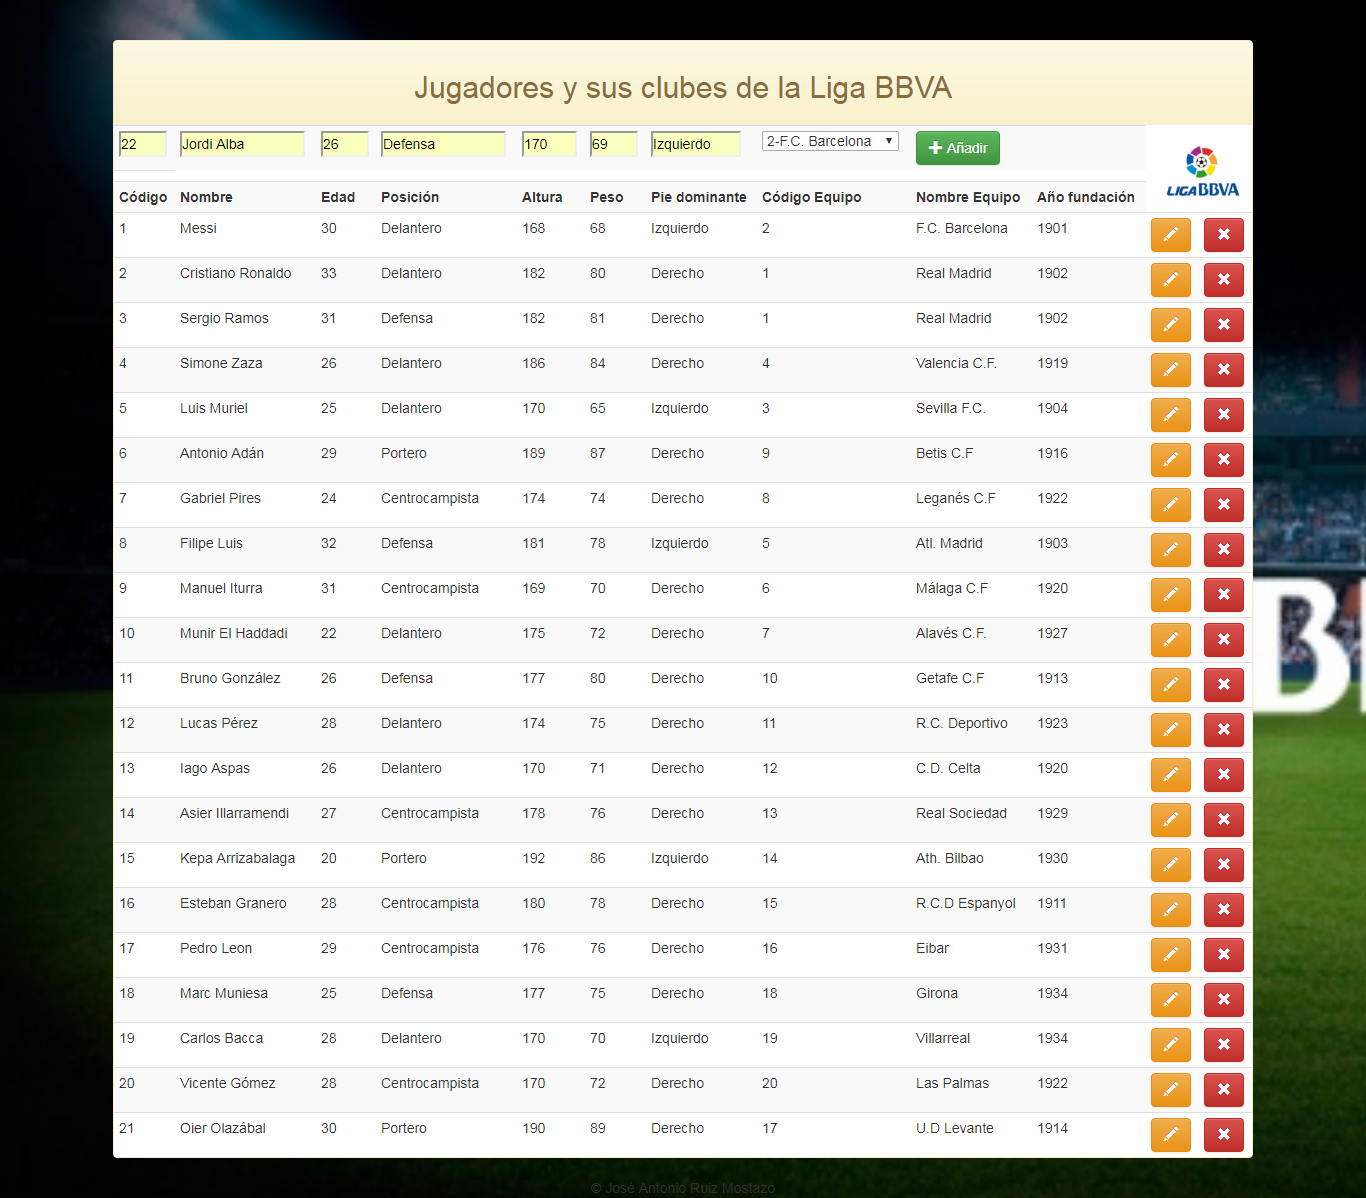 Jugadores y sus clubes de la Liga BBVA
22 Jordi Alba 26 Defensa 170 69 Izquierdo 2-F.C. Barcelona Añadir
LIGA BBVA
Código Nombre Edad Posición Altura Peso Pie dominante Código Equipo Nombre Equipo Año fundación
1 Messi 30 Delantero 168 68 Izquierdo 2 F.C. Barcelona 1901
2 Cristiano Ronaldo 33 Delantero 182 80 Derecho 1 Real Madrid 1902
3 Sergio Ramos 31 Defensa 182 81 Derecho 1 Real Madrid 1902
4 Simone Zaza 26 Delantero 186 84 Derecho 4 Valencia C.F. 1919
5 Luis Muriel 25 Delantero 170 65 Izquierdo 3 Sevilla F.C. 1904
6 Antonio Adán 29 Portero 189 87 Derecho 9 Betis C.F 1916
7 Gabriel Pires 24 Centrocampista 174 74 Derecho 8 Leganés C.F 1922
8 Filipe Luis 32 Defensa 181 78 Izquierdo 5 Atl. Madrid 1903
9 Manuel Iturra 31 Centrocampista 169 70 Derecho 6 Málaga C.F 1920
10 Munir El Haddadi 22 Delantero 175 72 Derecho 7 Alavés C.F. 1927
11 Bruno González 26 Defensa 177 80 Derecho 10 Getafe C.F 1913
12 Lucas Pérez 28 Delantero 174 75 Derecho 11 R.C. Deportivo 1923
13 Iago Aspas 26 Delantero 170 71 Derecho 12 C.D. Celta 1920
14 Asier Illarramendi 27 Centrocampista 178 76 Derecho 13 Real Sociedad 1929
15 Kepa Arrizabalaga 20 Portero 192 86 Izquierdo 14 Ath. Bilbao 1930
16 Esteban Granero 28 Centrocampista 180 78 Derecho 15 R.C.D Espanyol 1911
17 Pedro Leon 29 Centrocampista 176 76 Derecho 16 Eibar 1931
18 Marc Muniesa 25 Defensa 177 75 Derecho 18 Girona 1934
19 Carlos Bacca 28 Delantero 170 70 Izquierdo 19 Villarreal 1934
20 Vicente Gómez 28 Centrocampista 170 72 Derecho 20 Las Palmas 1922
21 Oier Olazábal 30 Portero 190 89 Derecho 17 U.D Levante 1914
© José Antonio Ruiz Mostazo